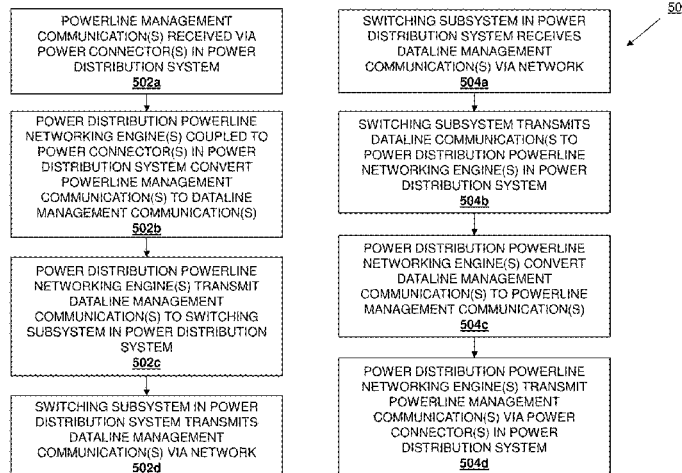 50
POWERLINE MANAGEMENT
COMMUNICATION(S) RECEIVED VIA
POWER CONNECTOR(S) IN POWER
DISTRIBUTION SYSTEM
502a
POWER DISTRIBUTION POWERLINE
NETWORKING ENGINE(S) COUPLED TO
POWER CONNECTOR(S) IN POWER
DISTRIBUTION SYSTEM CONVERT
POWERLINE MANAGEMENT
COMMUNICATION(S) TO DATALINE
MANAGEMENT COMMUNICATION(S)
502b
POWER DISTRIBUTION POWERLINE
NETWORKING ENGINE(S) TRANSMIT
DATALINE MANAGEMENT
COMMUNICATION(S) TO SWITCHING
SUBSYSTEM IN POWER DISTRIBUTION
SYSTEM
502c
SWITCHING SUBSYSTEM IN POWER
DISTRIBUTION SYSTEM TRANSMITS
DATALINE MANAGEMENT
COMMUNICATION(S) VIA NETWORK
502d
SWITCHING SUBSYSTEM IN POWER
DISTRIBUTION SYSTEM RECEIVES
DATALINE MANAGEMENT
COMMUNICATION(S) VIA NETWORK
504a
SWITCHING SUBSYSTEM TRANSMITS
DATALINE COMMUNICATION(S TO
POWER DISTRIBUTION POWERLINE
NETWORKING ENGINE(S) IN POWER
DISTRIBUTION SYSTEM
504b
POWER DISTRIBUTION POWERLINE
NETWORKING ENGINE(S) CONVERT
DATALINE MANAGEMENT
COMMUNICATION(S) TO POWERLINE
MANAGEMENT COMMUNICATION(S)
504c
POWER DISTRIBUTION POWERLINE
NETWORKING ENGINE(S) TRANSMIT
POWERLINE MANAGEMENT
COMMUNICATION(S) VIA POWER
CONNECTOR(S) IN POWER
DISTRIBUTION SYSTEM
504d